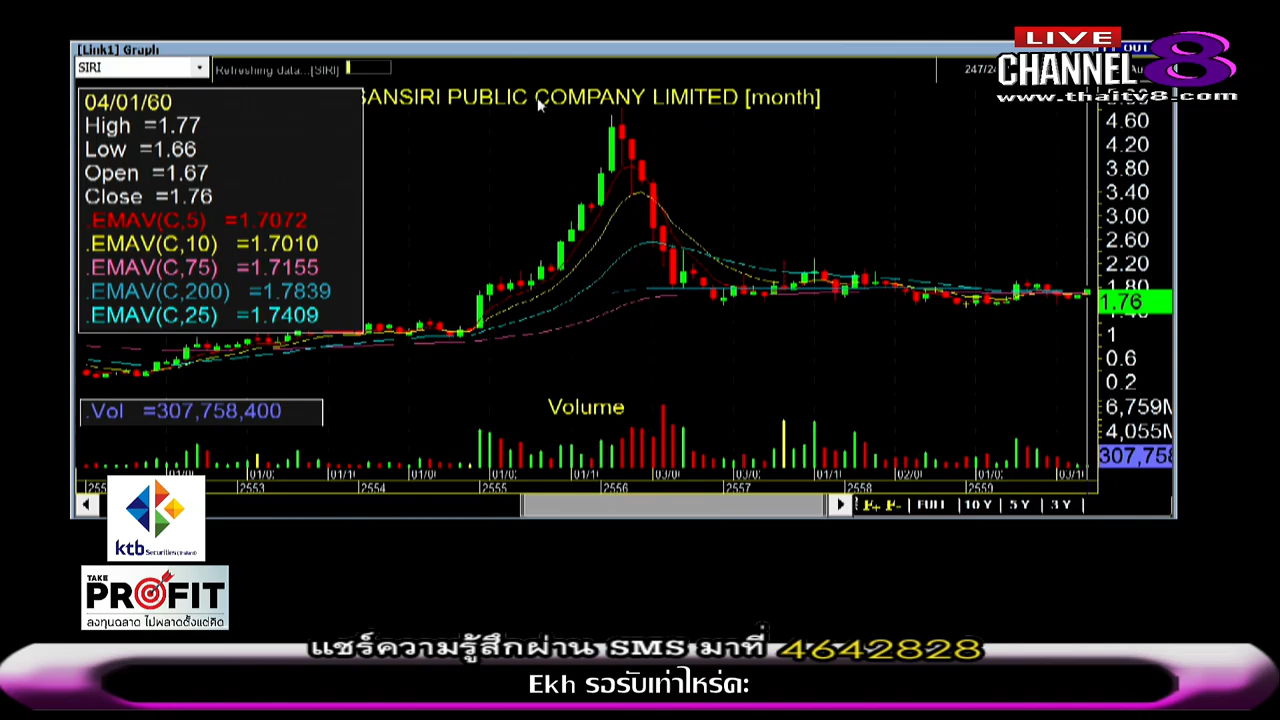 [Link1] Graph
SIRI
Refreshing data...[SIRI]
LIVE
CHANNEL 8
www.thaitv8.com
SANSIRI PUBLIC COMPANY LIMITED [month]
04/01/60
High =1.77
Low =1.66
Open =1.67
Close =1.76
.EMAV(C,5) =1.7072
.EMAV(C,10) =1.7010
.EMAV(C,75) =1.7155
.EMAV(C,200) =1.7839
.EMAV(C,25) =1.7409
4.60
4.20
3.80
3.40
3.00
2.60
2.20
1.80
1.76
1
0.6
0.2
.Vol =307,758,400
Volume
6,759M
4,055M
307,758
2553
2554
2555
2556
2557
2558
2559
FULL 10 Y 5 Y 3 Y
ktb
Securities (Thailand)
TAKE
PROFIT
ลงทุนฉลาด ไม่พลาดตั้งแต่คิด
แชร์ความรู้สึกผ่าน SMS มาที่ 4642828
Ekh รอรับเท่าไหร่คะ